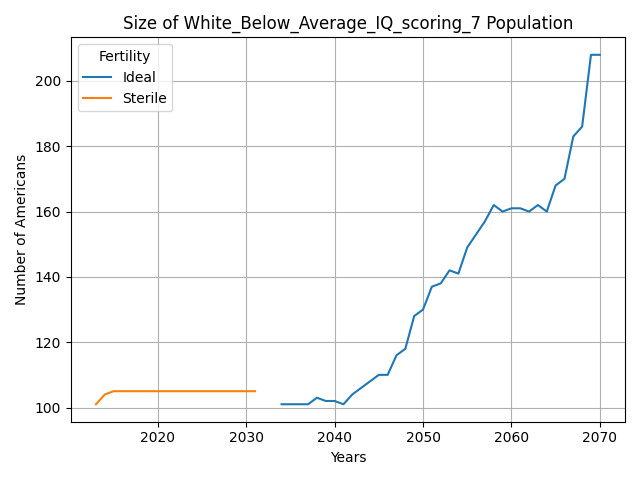 Size of White_Below_Average_IQ_scoring_7 Population
Fertility
Ideal
Sterile
Number of Americans
200
180
160
140
120
100
2020 2030 2040 2050 2060 2070
Years